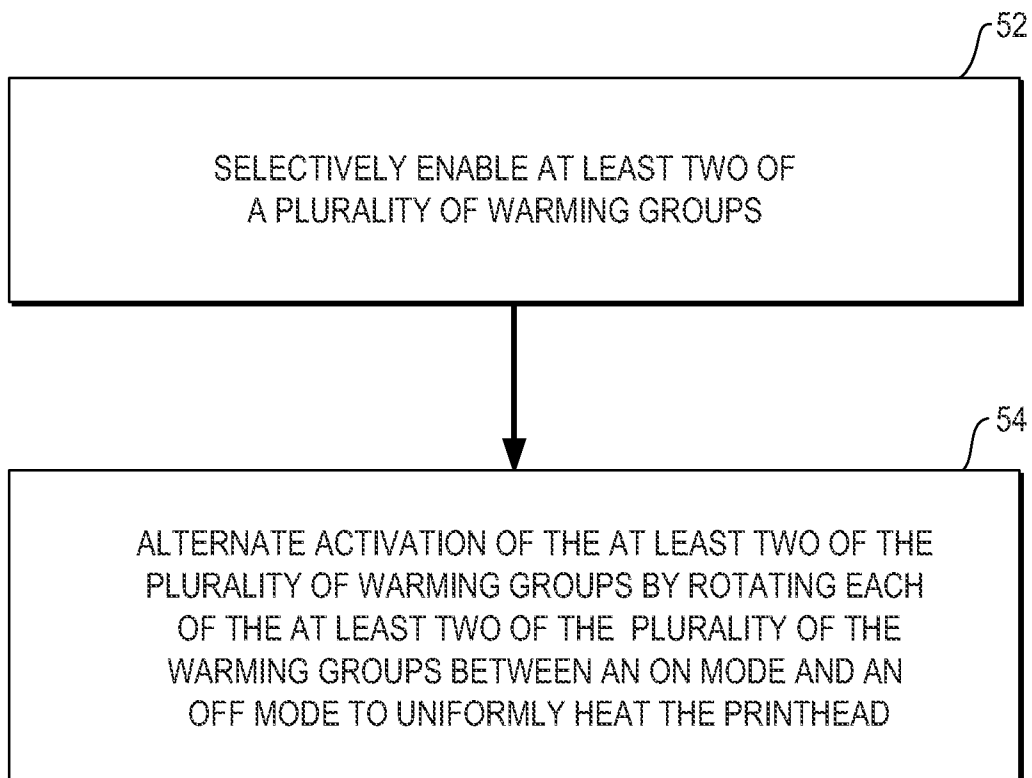 52
SELECTIVELY ENABLE AT LEAST TWO OF
A PLURALITY OF WARMING GROUPS
54
ALTERNATE ACTIVATION OF THE AT LEAST TWO OF THE
PLURALITY OF WARMING GROUPS BY ROTATING EACH
OF THE AT LEAST TWO OF THE PLURALITY OF THE
WARMING GROUPS BETWEEN AN ON MODE AND AN
OFF MODE TO UNIFORMLY HEAT THE PRINTHEAD